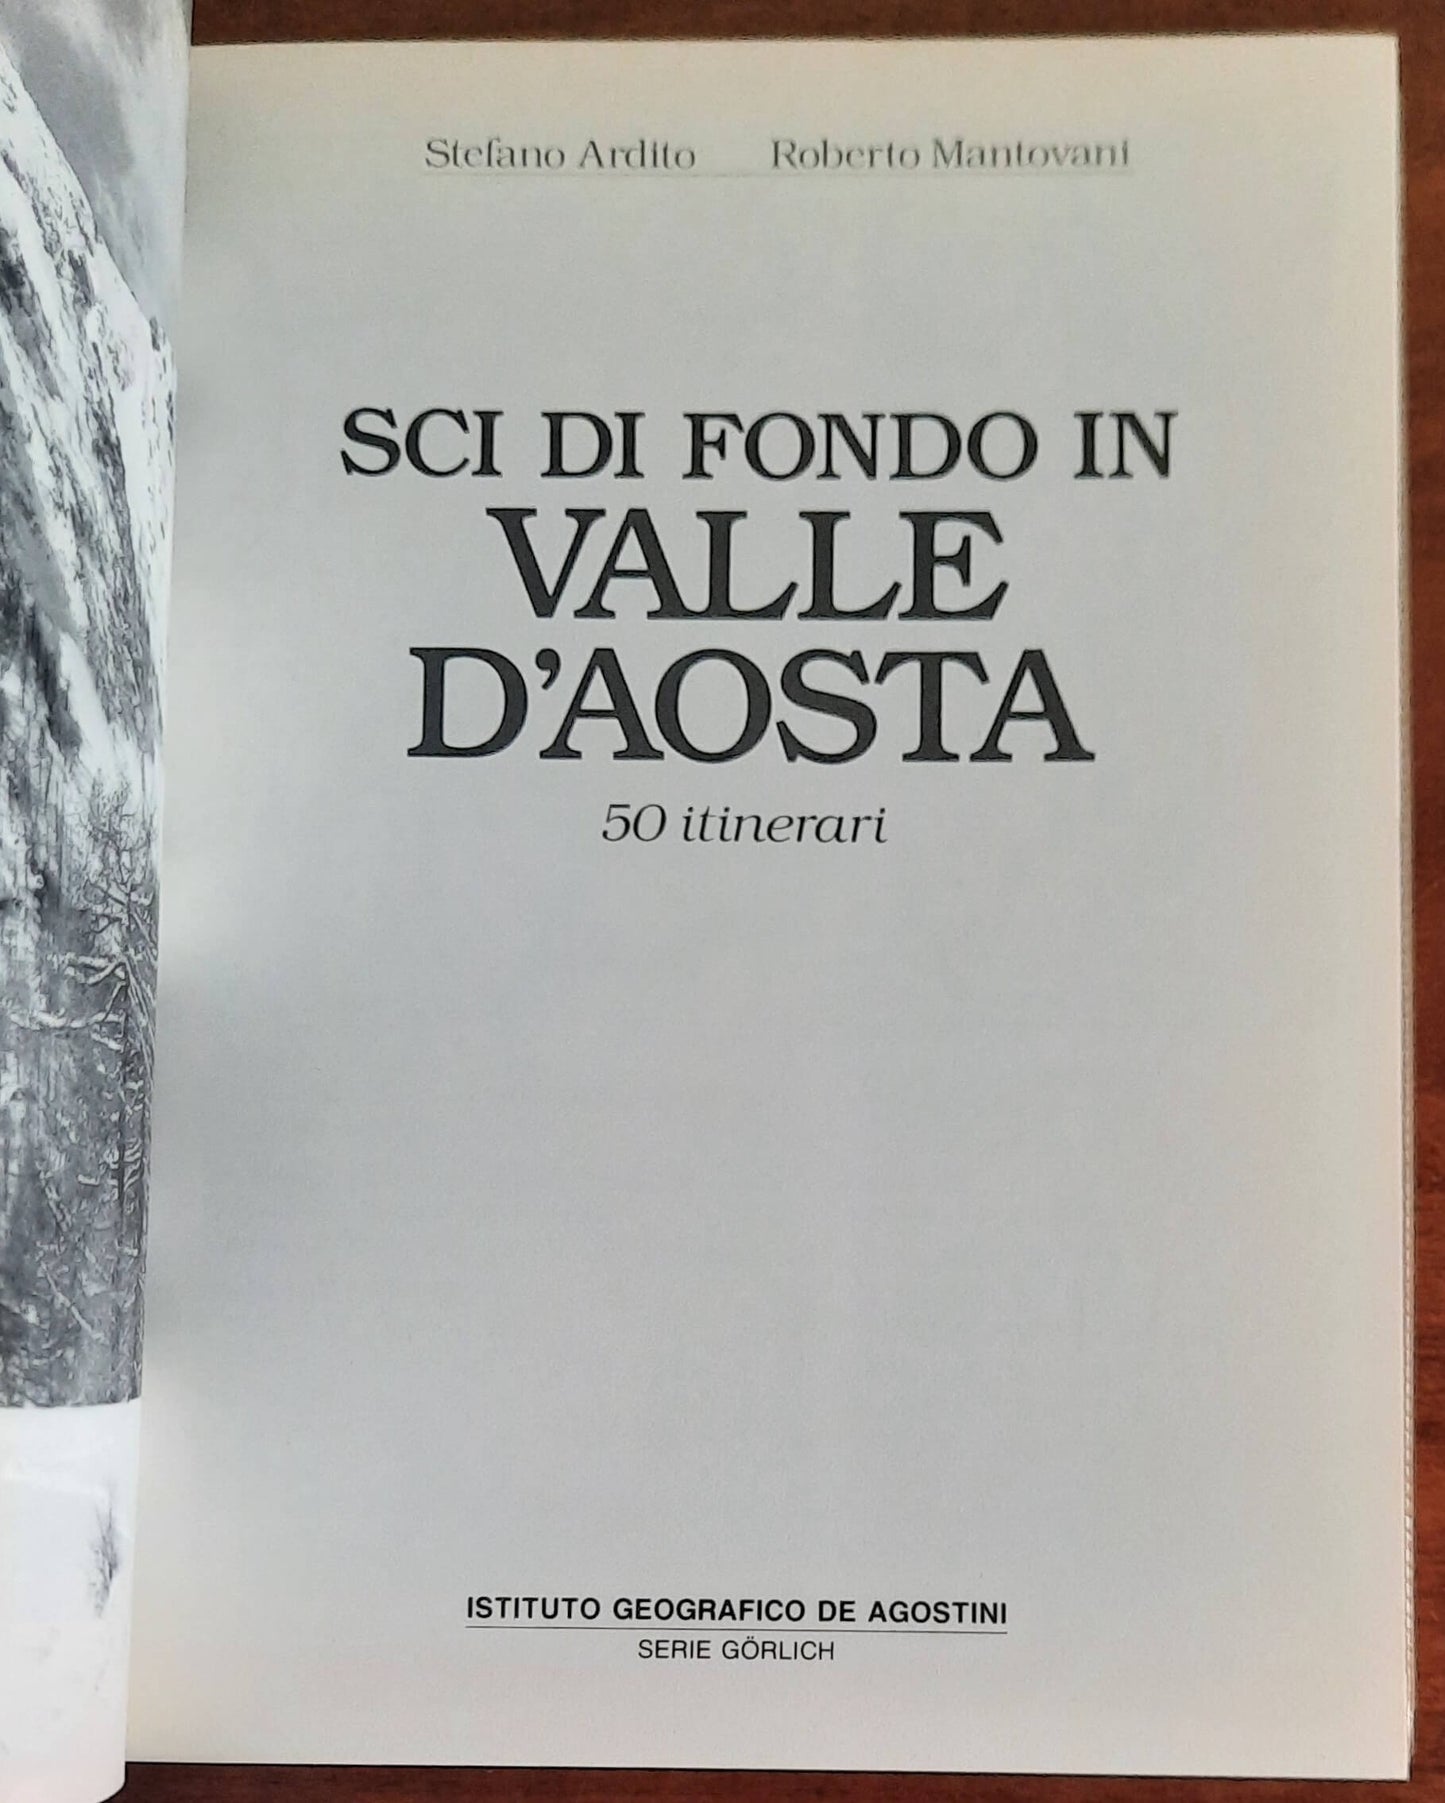 Stefano Ardito Roberto Mantovani
SCI DI FONDO IN
VALLE
D'AOSTA
50 itinerari
ISTITUTO GEOGRAFICO DE AGOSTINI
SERIE GÖRLICH